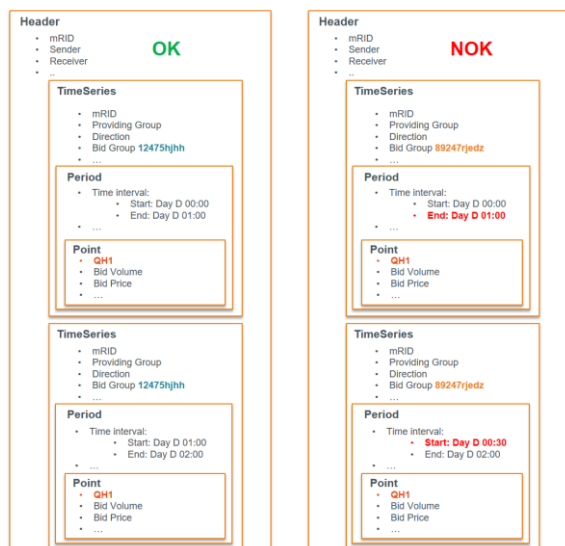 Header
• mRID
• Sender
• Receiver
• ..
OK
TimeSeries
• mRID
• Providing Group
• Direction
• Bid Group 12475hjhh
• ...
Period
• Time interval:
• Start: Day D 00:00
• End: Day D 01:00
• ...
Point
• QH1
• Bid Volume
• Bid Price
• ...
TimeSeries
• mRID
• Providing Group
• Direction
• Bid Group 12475hjhh
• ...
Period
• Time interval:
• Start: Day D 01:00
• End: Day D 02:00
• ...
Point
• QH1
• Bid Volume
• Bid Price
• ...
Header
• mRID
• Sender
• Receiver
• ..
NOK
TimeSeries
• mRID
• Providing Group
• Direction
• Bid Group 89247rjedz
• ...
Period
• Time interval:
• Start: Day D 00:00
• End: Day D 01:00
• ...
Point
• QH1
• Bid Volume
• Bid Price
• ...
TimeSeries
• mRID
• Providing Group
• Direction
• Bid Group 89247rjedz
• ...
Period
• Time interval:
• Start: Day D 00:30
• End: Day D 02:00
• ...
Point
• QH1
• Bid Volume
• Bid Price
• ...